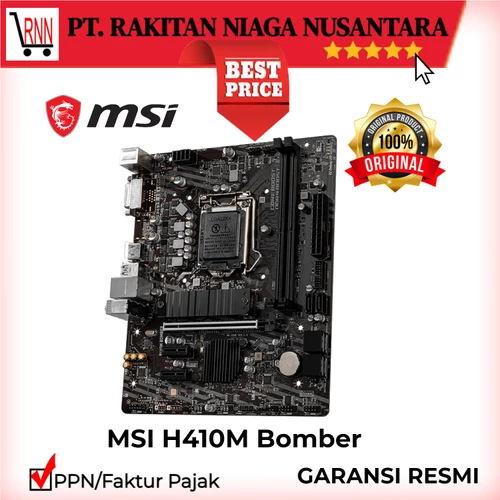 RNN
PT. RAKITAN NIAGA NUSANTARA
BEST
PRICE
msi
ORIGINAL PRODUCT
100%
ORIGINAL
MSI H410M Bomber
PPN/Faktur Pajak
GARANSI RESMI